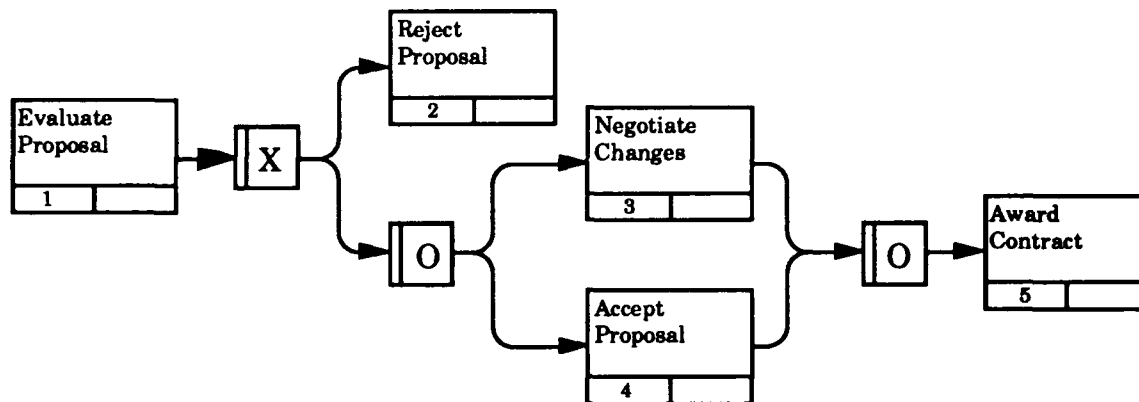 Reject
Proposal
2
Evaluate
Proposal
1
X
Negotiate
Changes
3
O
Accept
Proposal
4
O
Award
Contract
5